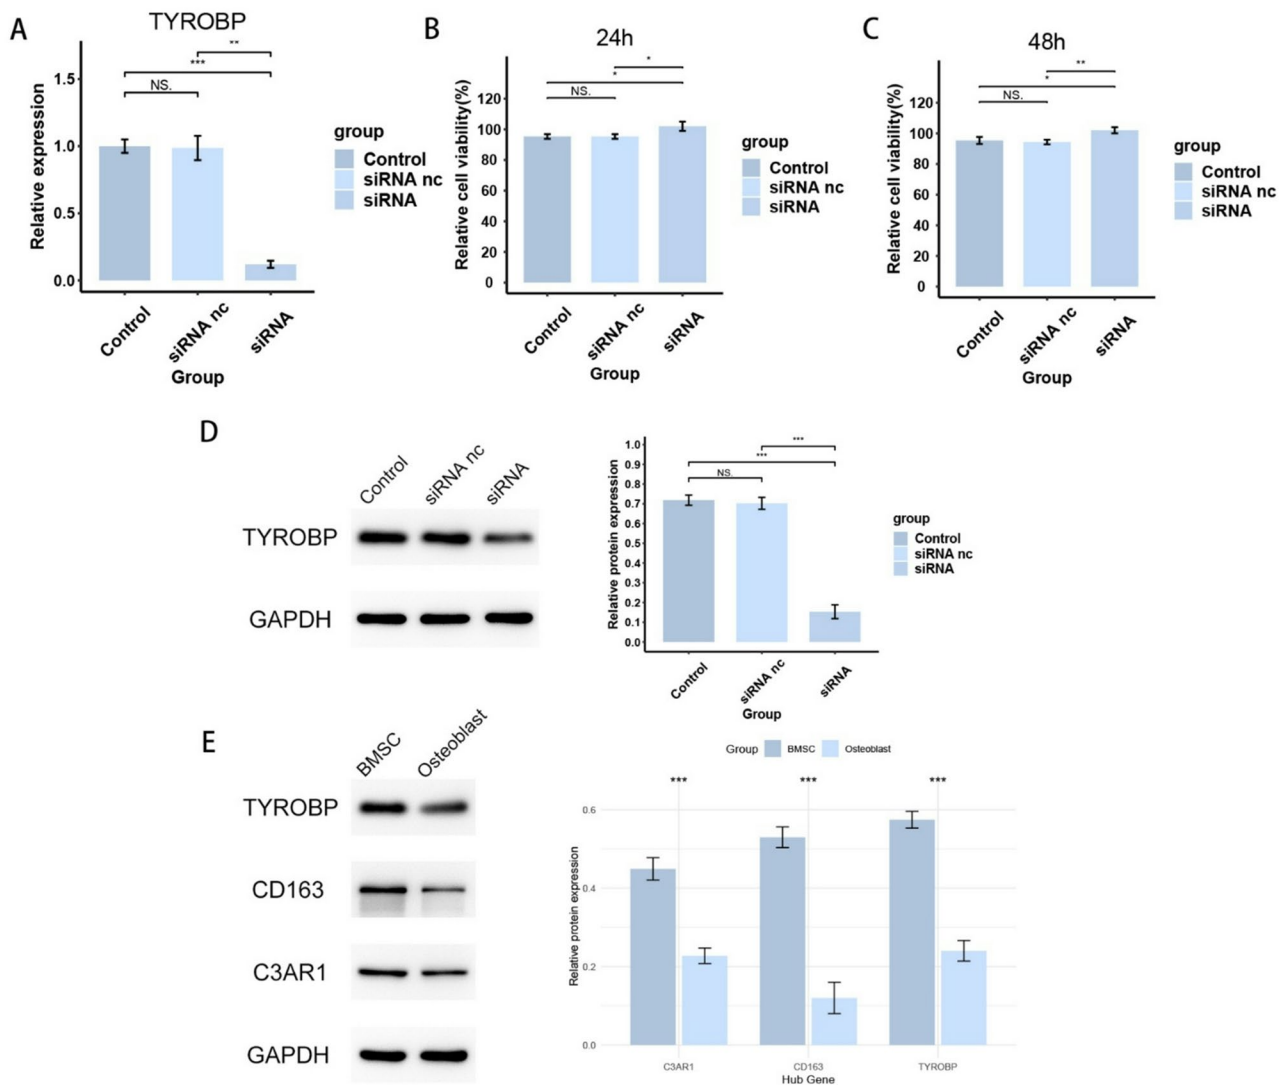 A
TYROBP
**
***
NS.
1.5
1.0
0.5
0.0
Relative expression
Control
siRNA nc
siRNA
Group
group
Control
siRNA nc
siRNA
B
24h
*
*
NS.
120
100
80
60
40
20
0
Relative cell viability(%)
Control
siRNA nc
siRNA
Group
group
Control
siRNA nc
siRNA
C
48h
**
*
NS.
120
100
80
60
40
20
0
Relative cell viability(%)
Control
siRNA nc
siRNA
Group
group
Control
siRNA nc
siRNA
D
Control
siRNA nc
siRNA
TYROBP
GAPDH
***
***
NS.
1.0
0.9
0.8
0.7
0.6
0.5
0.4
0.3
0.2
0.1
0.0
Relative protein expression
Control
siRNA nc
siRNA
Group
group
Control
siRNA nc
siRNA
E
BMSC
Osteoblast
TYROBP
CD163
C3AR1
GAPDH
Group BMSC Osteoblast
*** *** ***
0.6
0.4
0.2
0.0
Relative protein expression
C3AR1 CD163 TYROBP
Hub Gene